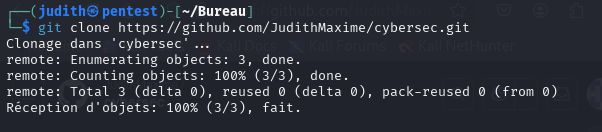 ┌──(judith㉿pentest)-[~/Bureau]
└─$ git clone https://github.com/JudithMaxime/cybersec.git
Clonage dans 'cybersec'...
remote: Enumerating objects: 3, done.
remote: Counting objects: 100% (3/3), done.
remote: Total 3 (delta 0), reused 0 (delta 0), pack-reused 0 (from 0)
Réception d'objets: 100% (3/3), fait.